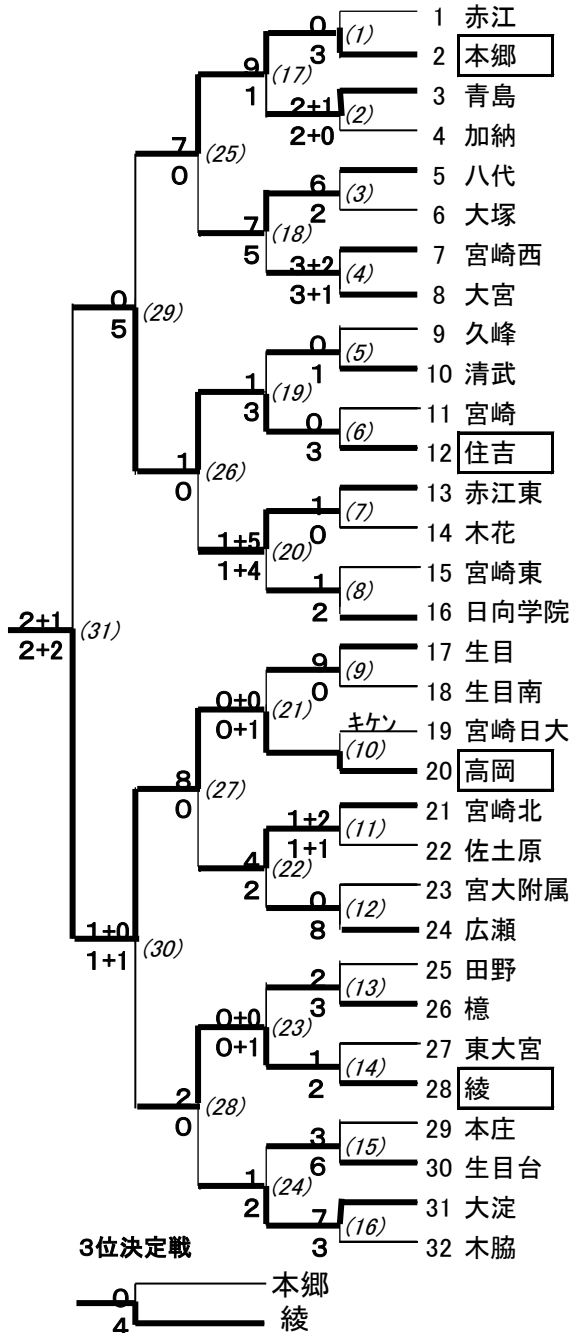 1 赤江
0 (1)
3
2 本郷
9 (17)
1
3 青島
2+1 (2)
2+0
4 加納
7 (25)
0
5 八代
6 (3)
2
6 大塚
7 (18)
5
7 宮崎西
3+2 (4)
3+1
8 大宮
0 (29)
5
9 久峰
0 (5)
1
10 清武
1 (19)
3
11 宮崎
0 (6)
3
12 住吉
1 (26)
0
13 赤江東
1 (7)
0
14 木花
1+5 (20)
1+4
15 宮崎東
1 (8)
2
16 日向学院
2+1 (31)
2+2
17 生目
9 (9)
0
18 生目南
0+0 (21)
0+1
19 宮崎日大
キケン (10)
20 高岡
8 (27)
0
21 宮崎北
1+2 (11)
1+1
22 佐土原
4 (22)
2
23 宮大附属
0 (12)
8
24 広瀬
1+0 (30)
1+1
25 田野
2 (13)
3
26 檍
0+0 (23)
0+1
27 東大宮
1 (14)
2
28 綾
2 (28)
0
29 本庄
3 (15)
6
30 生目台
1 (24)
2
31 大淀
7 (16)
3
32 木脇
3位決定戦
本郷
0
4
綾